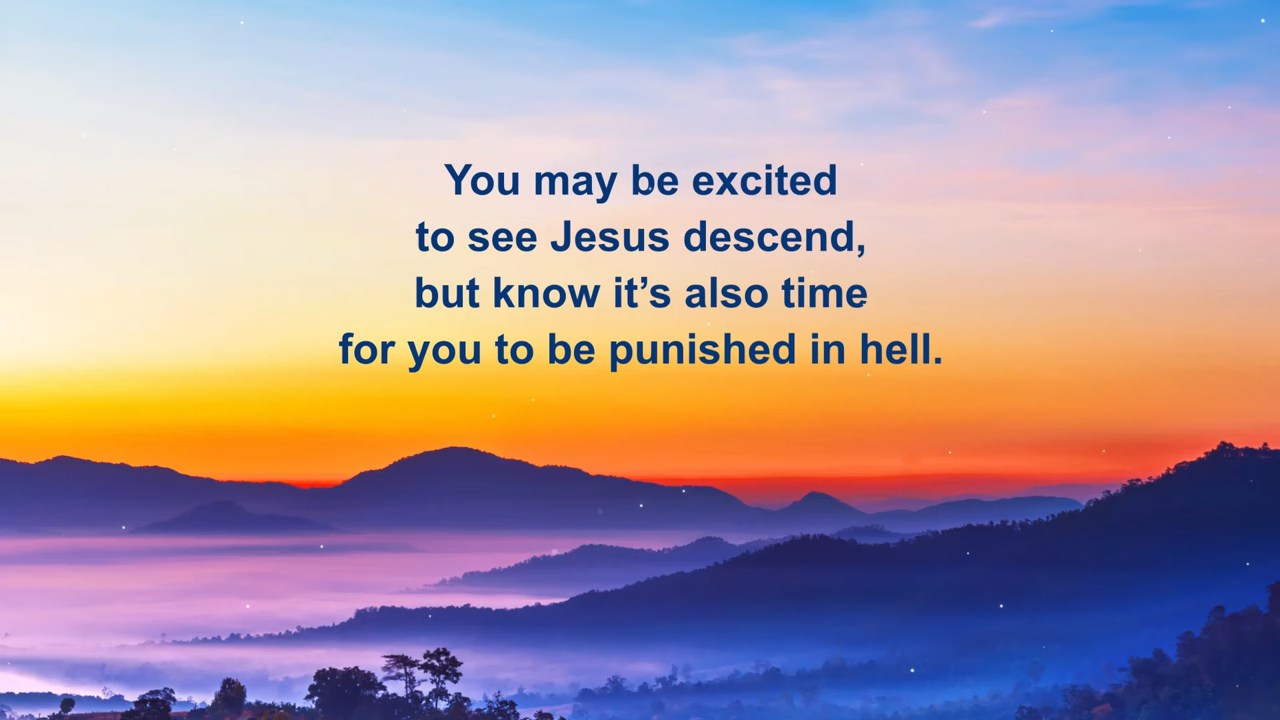 You may be excited
to see Jesus descend,
but know it’s also time
for you to be punished in hell.